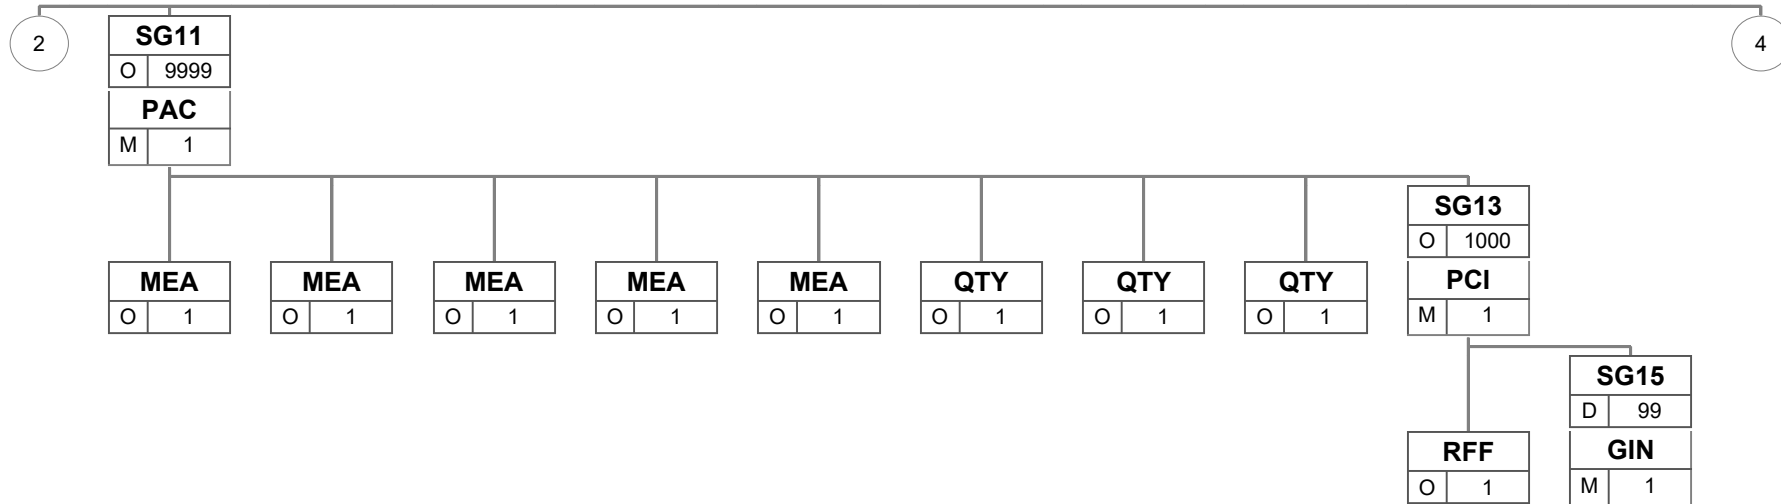 2 SG11 4
O 9999
PAC
M 1
SG13
O 1000
MEA MEA MEA MEA MEA QTY QTY QTY PCI
O 1 O 1 O 1 O 1 O 1 O 1 O 1 O 1 M 1
SG15
D 99
RFF GIN
O 1 M 1